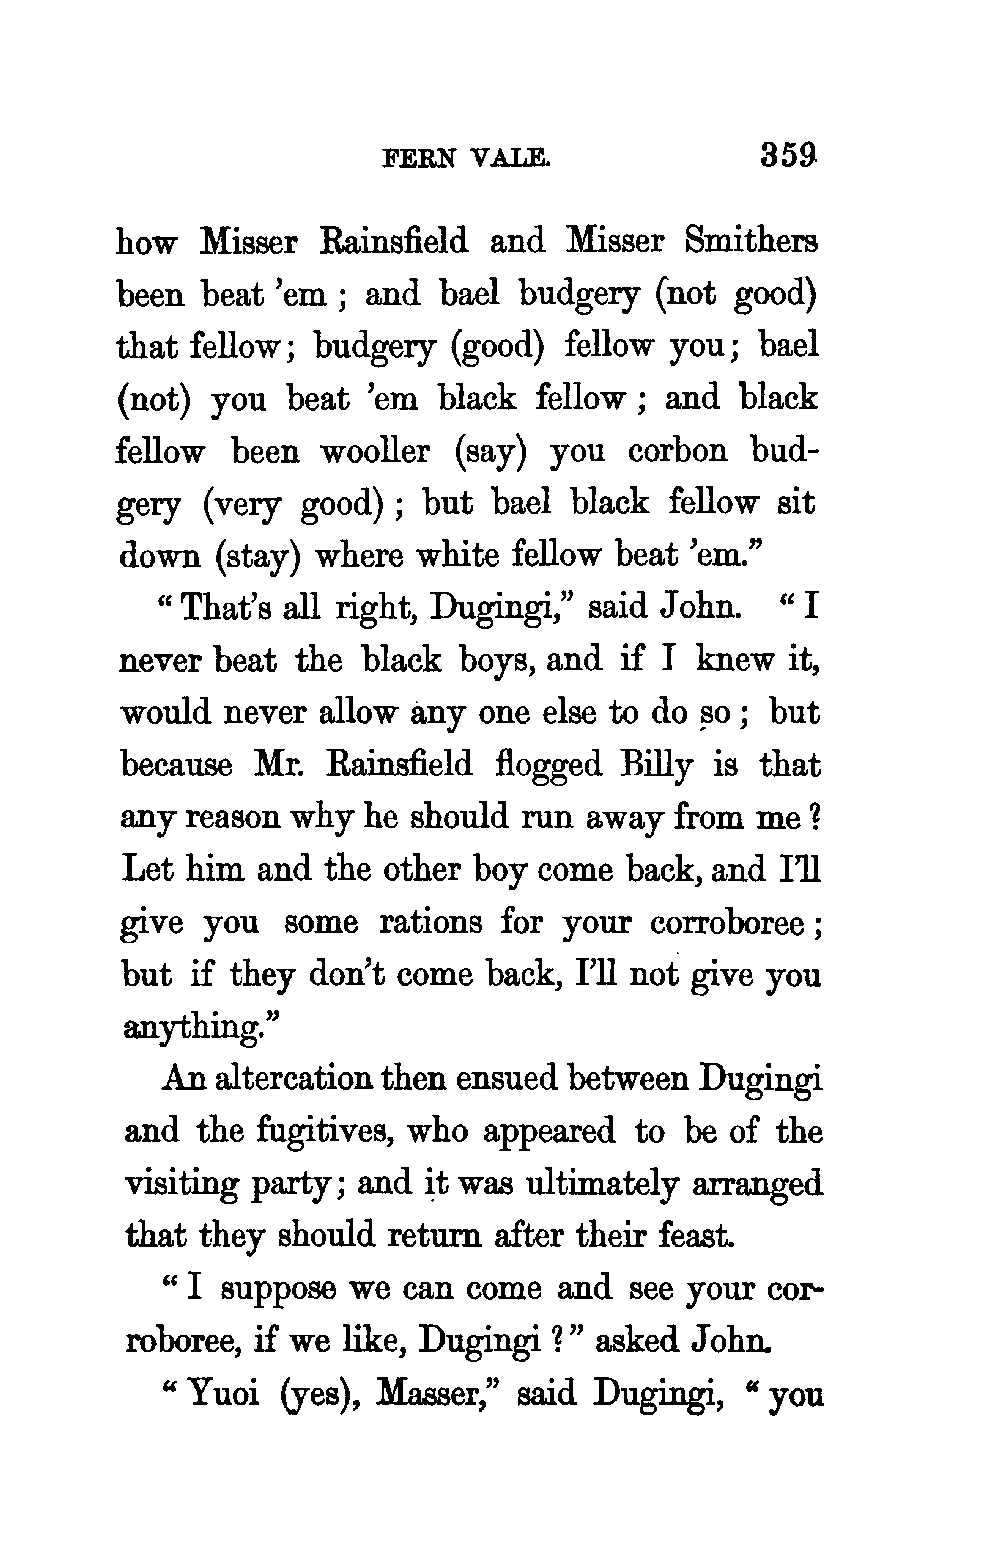 FERN VALE. 359
how Misser Rainsfield and Misser Smithers
been beat 'em ; and bael budgery (not good)
that fellow; budgery (good) fellow you; bael
(not) you beat 'em black fellow ; and black
fellow been wooller (say) you corbon bud-
gery (very good) ; but bael black fellow sit
down (stay) where white fellow beat 'em."
" That's all right, Dugingi," said John. " I
never beat the black boys, and if I knew it,
would never allow any one else to do so ; but
because Mr. Rainsfield flogged Billy is that
any reason why he should run away from me ?
Let him and the other boy come back, and I'll
give you some rations for your corroboree ;
but if they don't come back, I'll not give you
anything."
An altercation then ensued between Dugingi
and the fugitives, who appeared to be of the
visiting party; and it was ultimately arranged
that they should return after their feast.
" I suppose we can come and see your cor-
roboree, if we like, Dugingi ? " asked John.
" Yuoi (yes), Masser," said Dugingi, " you